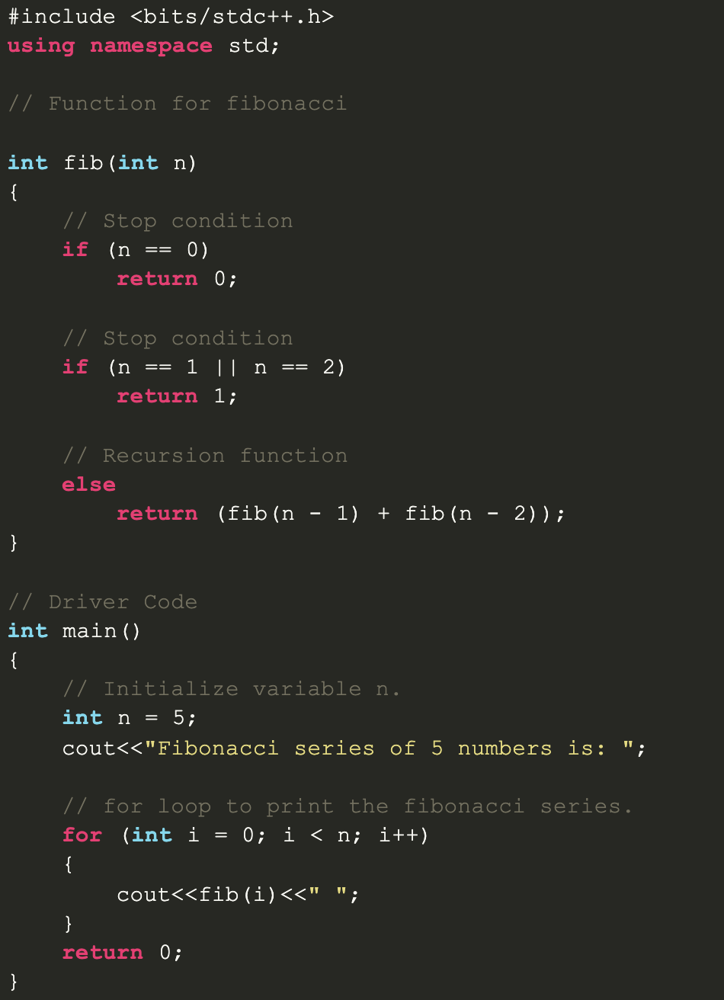 #include <bits/stdc++.h>
using namespace std;

// Function for fibonacci

int fib(int n)
{
    // Stop condition
    if (n == 0)
        return 0;

    // Stop condition
    if (n == 1 || n == 2)
        return 1;

    // Recursion function
    else
        return (fib(n - 1) + fib(n - 2));
}

// Driver Code
int main()
{
    // Initialize variable n.
    int n = 5;
    cout<<"Fibonacci series of 5 numbers is: ";

    // for loop to print the fibonacci series.
    for (int i = 0; i < n; i++)
    {
        cout<<fib(i)<<" ";
    }
    return 0;
}